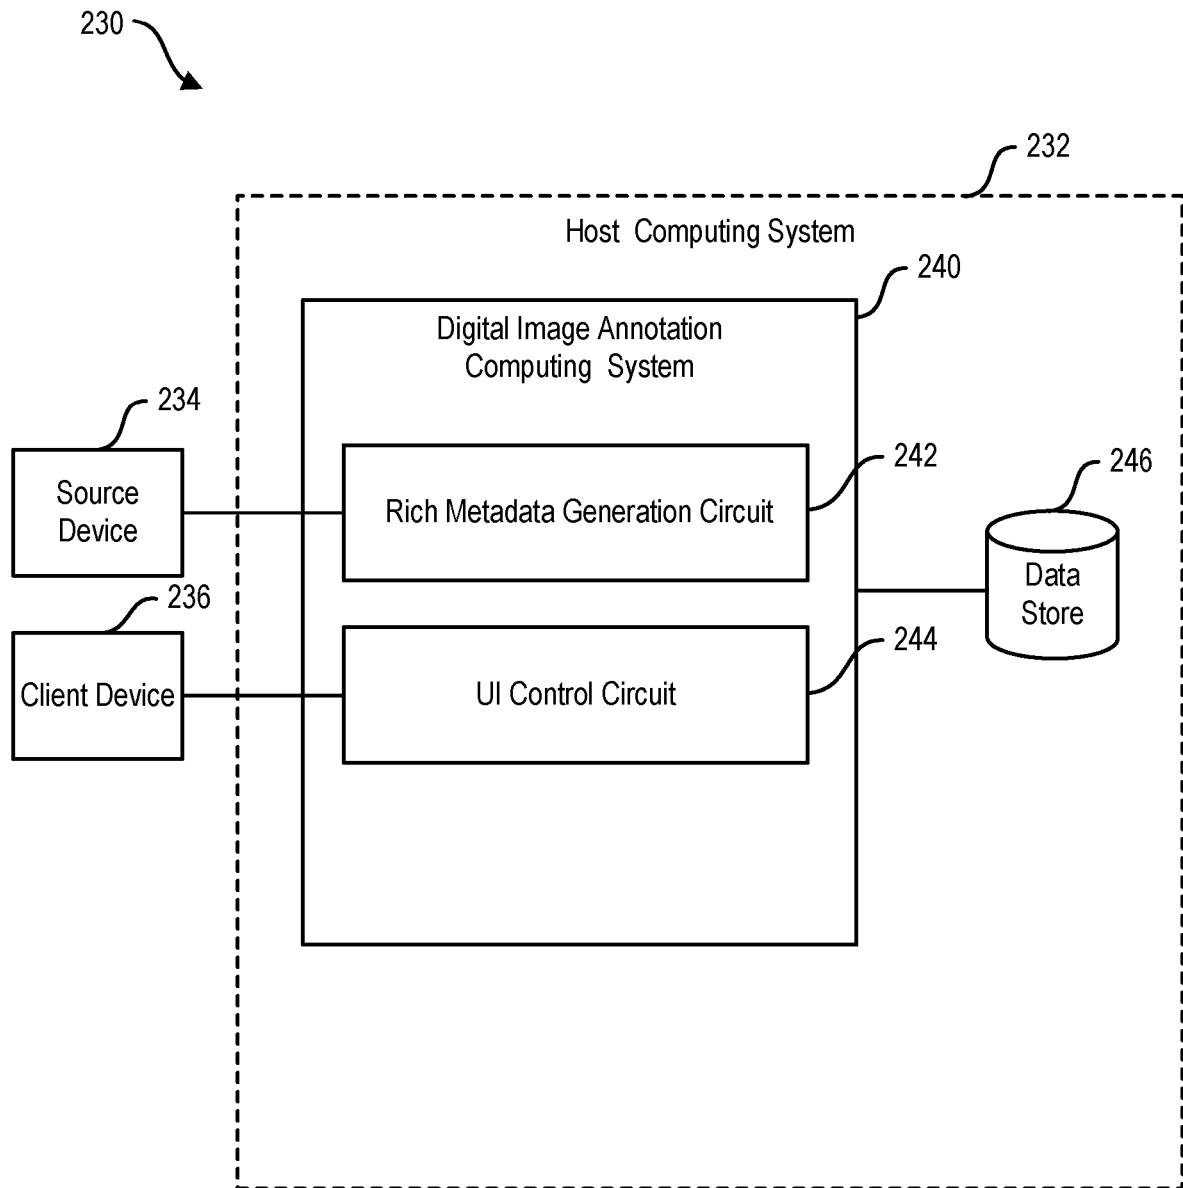 230
232
Host Computing System
240
Digital Image Annotation
Computing System
234
Source
Device
242
Rich Metadata Generation Circuit
246
Data
Store
236
Client Device
244
UI Control Circuit